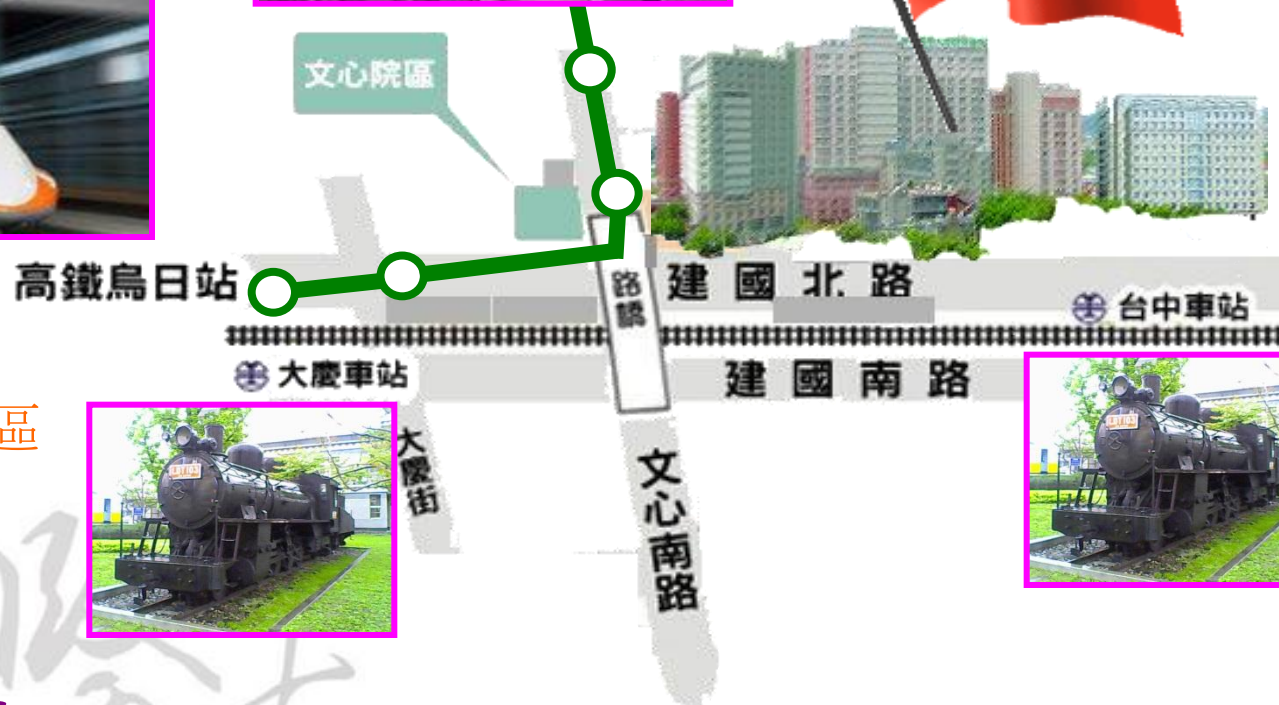 文心院區
高鐵烏日站
路橋
建國北路
台中車站
大慶車站
建國南路
區
大慶街
文心南路